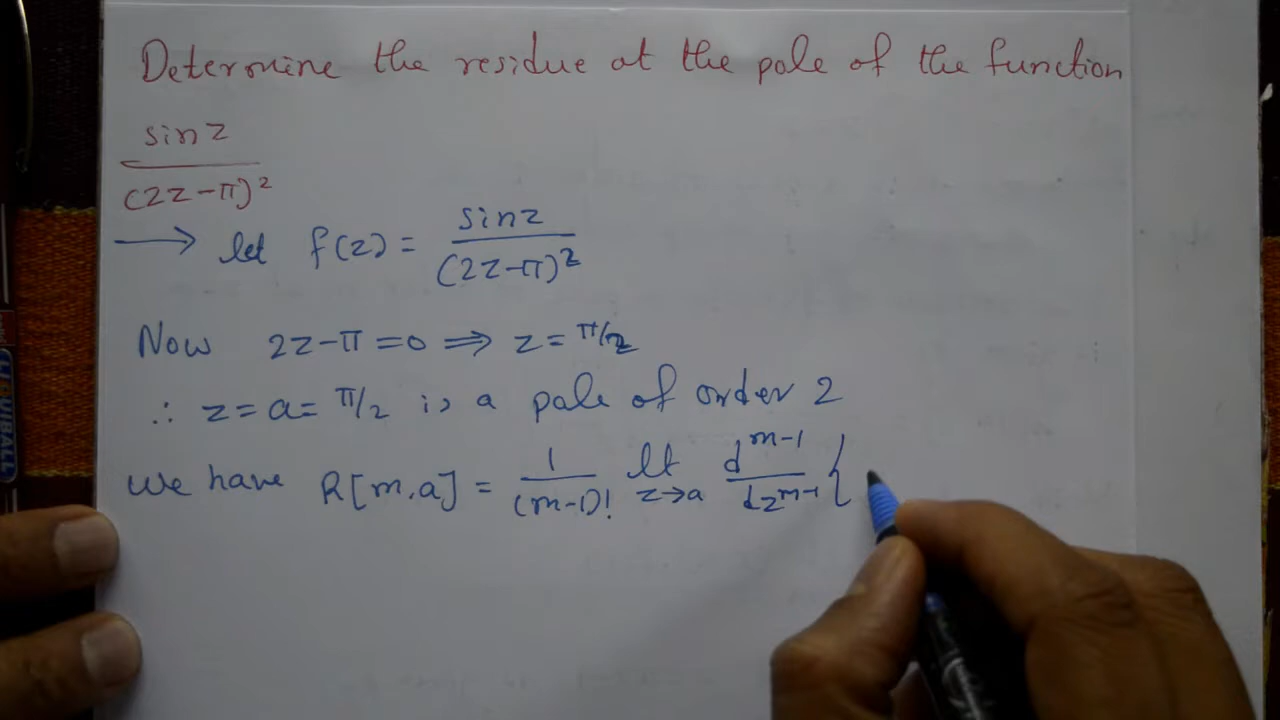 Determine the residue at the pole of the function
sin z / (2z-π)²
→ let f(z) = sin z / (2z-π)²
Now 2z-π = 0 ⟹ z = π/2
∴ z = a = π/2 is a pale of order 2
We have R[m,a] = 1/(m-1)! lt z→a d^(m-1)/dz^(m-1) {